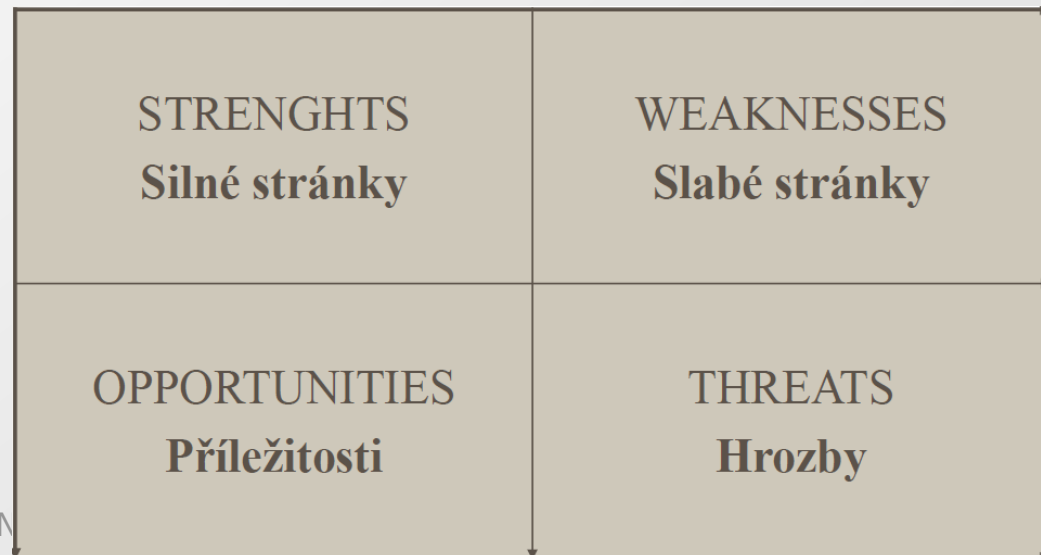 STRENGHTS
Silné stránky
WEAKNESSES
Slabé stránky
OPPORTUNITIES
Příležitosti
THREATS
Hrozby